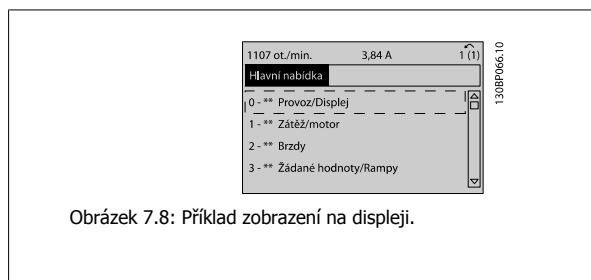 1107 ot./min. 3,84 A 1 (1)
Hlavní nabídka
0 - ** Provoz/Displej
1 - ** Zátěž/motor
2 - ** Brzdy
3 - ** Žádané hodnoty/Rampy
130BP066.10
Obrázek 7.8: Příklad zobrazení na displeji.